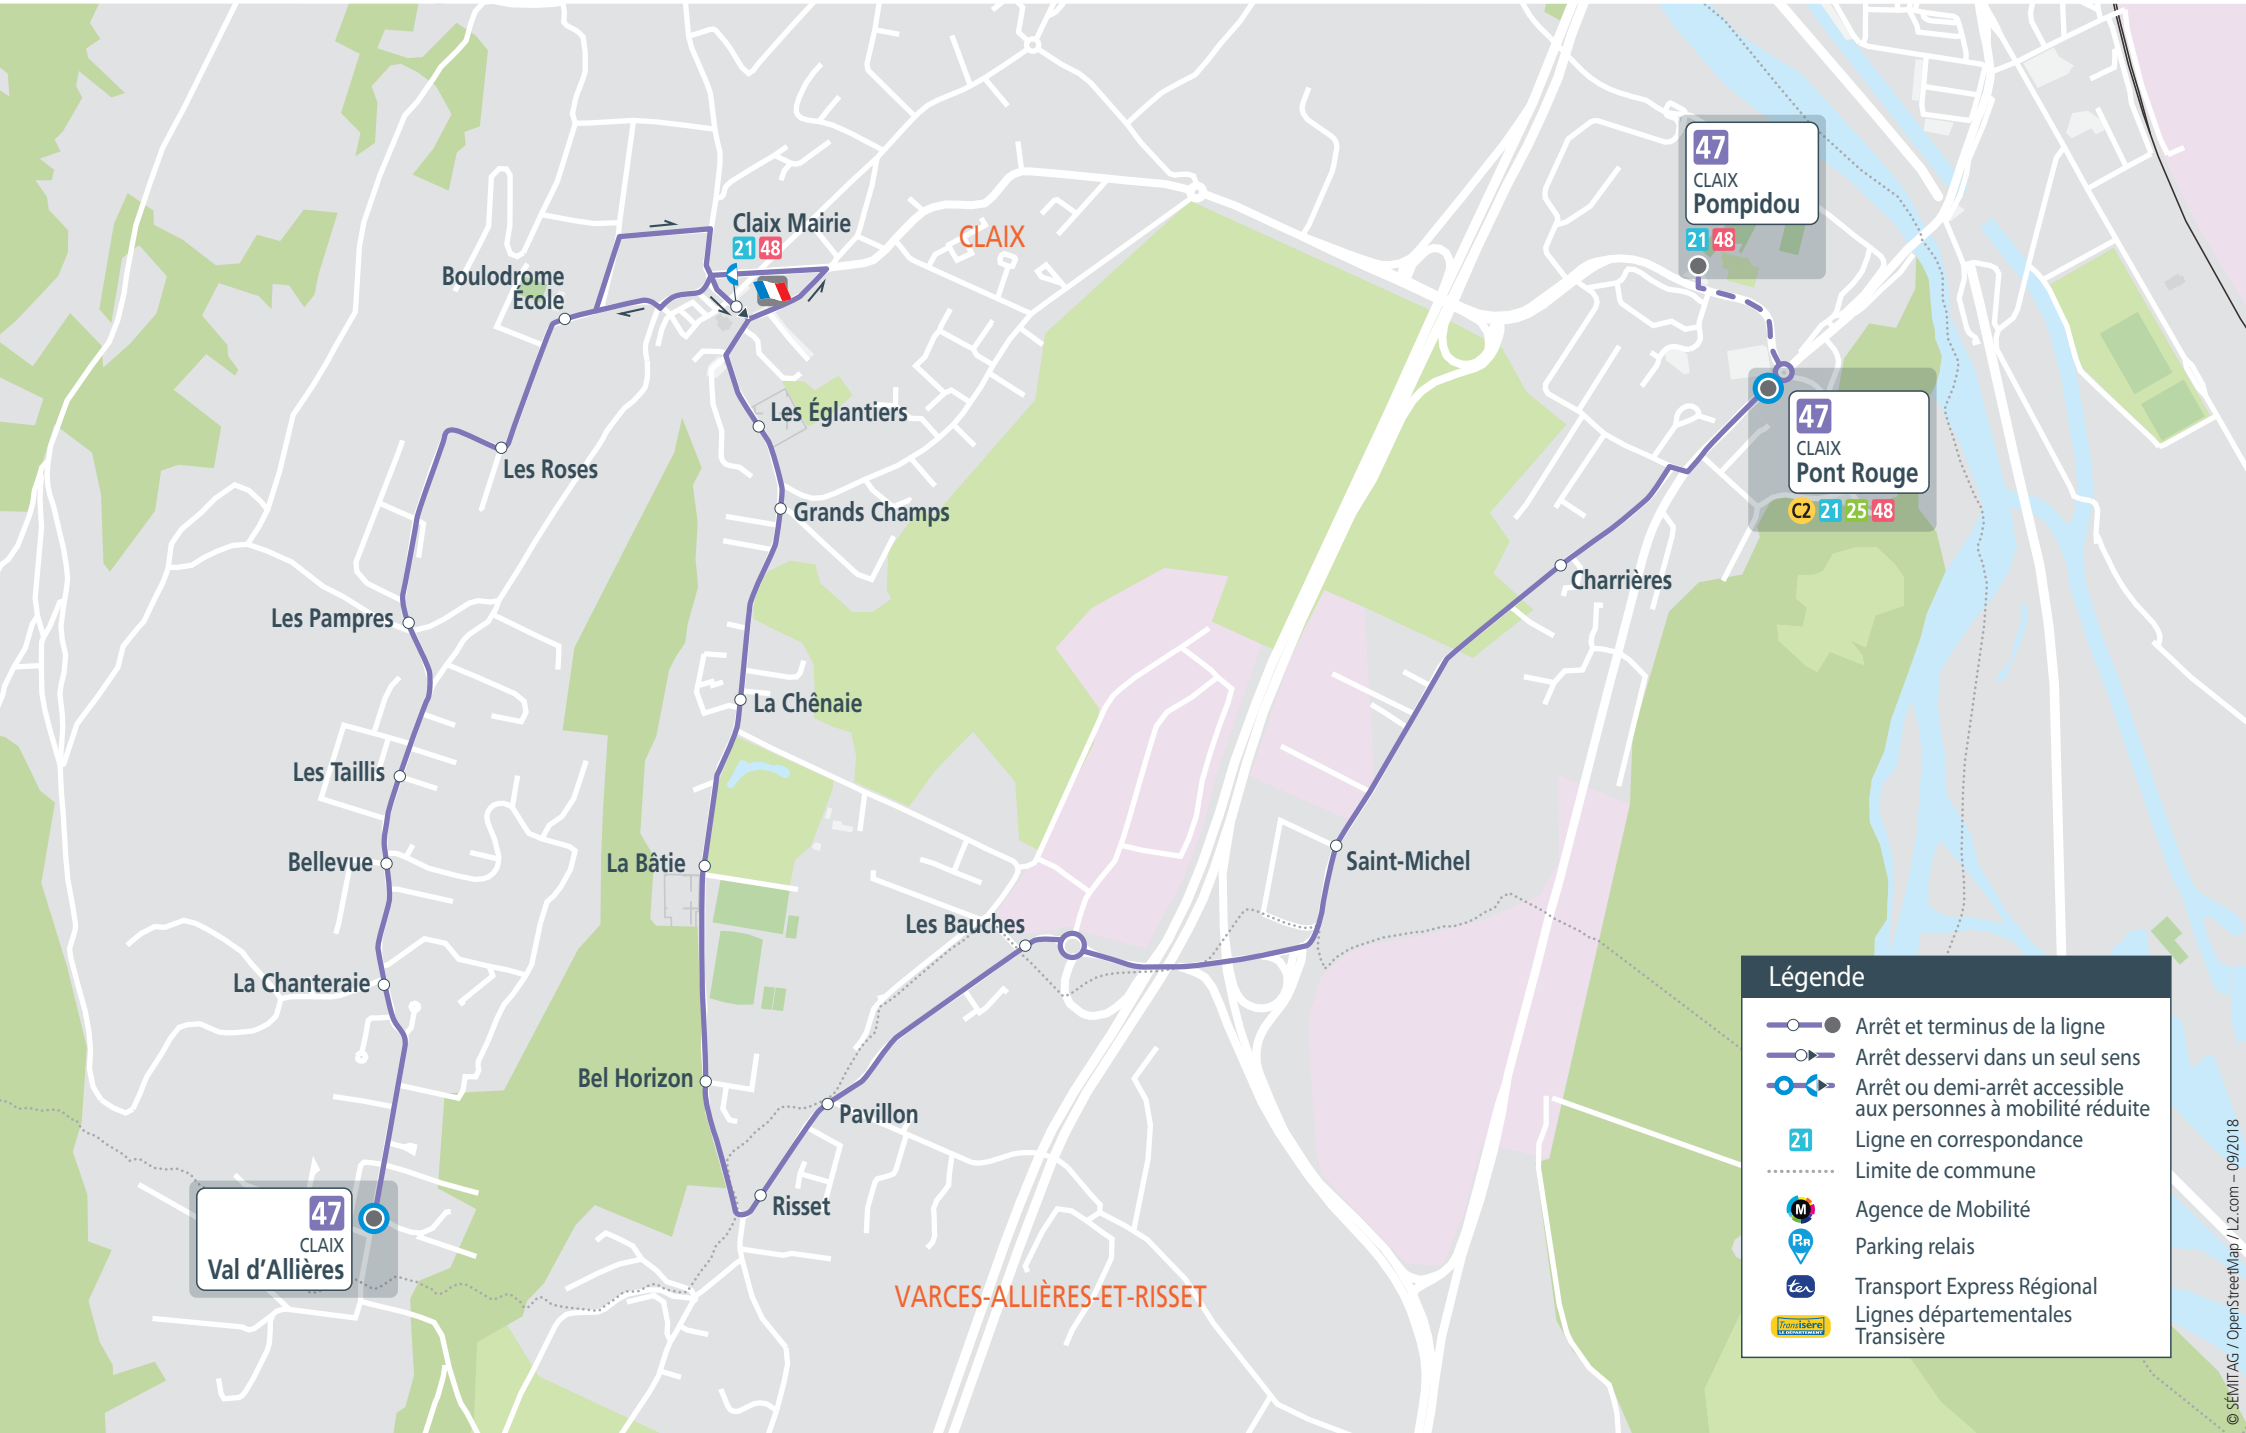 47
CLAIX
Pompidou
21 48
Claix Mairie
21 48
CLAIX
Boulodrome
École
47
CLAIX
Pont Rouge
C2 21 25 48
Les Églantiers
Les Roses
Grands Champs
Charrières
Les Pampres
La Chênaie
Les Taillis
Bellevue
La Bâtie
Saint-Michel
Les Bauches
La Chanteraie
Bel Horizon
Pavillon
Risset
47
CLAIX
Val d’Allières
VARCES-ALLIÈRES-ET-RISSET
Légende
Arrêt et terminus de la ligne
Arrêt desservi dans un seul sens
Arrêt ou demi-arrêt accessible
aux personnes à mobilité réduite
21 Ligne en correspondance
Limite de commune
M Agence de Mobilité
P+R Parking relais
ter Transport Express Régional
Transisère
LE DÉPARTEMENT
Lignes départementales
Transisère
© SÉMITAG / OpenStreetMap / L2.com – 09/2018